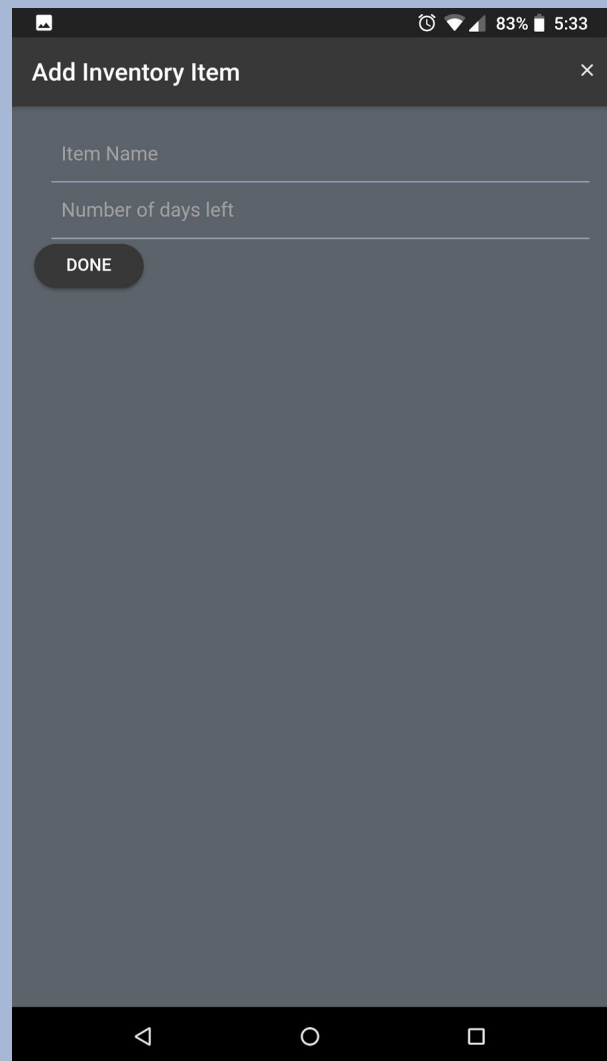 83% 5:33
Add Inventory Item
Item Name
Number of days left
DONE